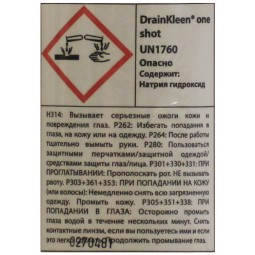 DrainKleen® one
shot
UN1760
Опасно
Содержит:
Натрия гидроксид
H314: Вызывает серьезные ожоги кожи и
повреждения глаз. P262: Избегать попадания в
глаза, на кожу или на одежду. P264: После работы
тщательно вымыть руки. P280: Пользоваться
защитными перчатками/защитной одеждой/
средствами защиты глаз/лица. P301+330+331: ПРИ
ПРОГЛАТЫВАНИИ: Прополоскать рот. НЕ вызывать
рвоту. P303+361+353: ПРИ ПОПАДАНИИ НА КОЖУ
(или волосы): Немедленно снять всю загрязненную
одежду. Промыть кожу. P305+351+338: ПРИ
ПОПАДАНИИ В ГЛАЗА: Осторожно промыть
глаза водой в течение нескольких минут. Снять
контактные линзы, если вы пользуетесь ими и если
это легко Продолжить промывание глаз.
0270481